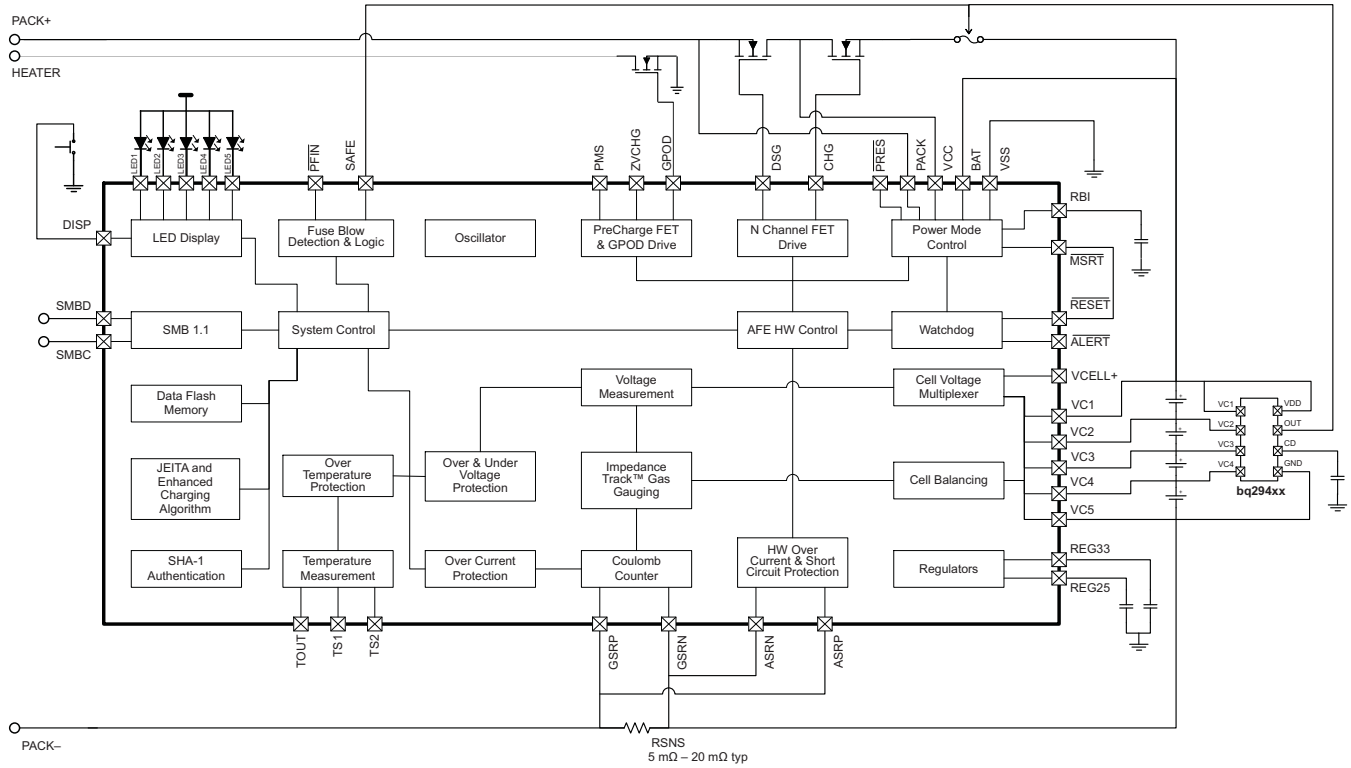 PACK+
HEATER
LED1
LED2
LED3
LED4
LED5
PFIN
SAFE
PMS
ZVCHG
GPOD
DSG
CHG
PRES
PACK
VCC
BAT
VSS
DISP
LED Display
Fuse Blow
Detection & Logic
Oscillator
PreCharge FET
& GPOD Drive
N Channel FET
Drive
Power Mode
Control
RBI
MSRT
SMBD
SMBC
SMB 1.1
System Control
AFE HW Control
Watchdog
RESET
ALERT
Data Flash
Memory
Voltage
Measurement
Cell Voltage
Multiplexer
VCELL+
VC1
VC2
VC3
VC4
VC5
VC1
VC2
VC3
VC4
VDD
OUT
CD
GND
bq294xx
JEITA and
Enhanced
Charging
Algorithm
Over
Temperature
Protection
Over & Under
Voltage
Protection
Impedance
Track™ Gas
Gauging
Cell Balancing
SHA-1
Authentication
Temperature
Measurement
Over Current
Protection
Coulomb
Counter
HW Over
Current & Short
Circuit Protection
Regulators
REG33
REG25
TOUT
TS1
TS2
GSRP
GSRN
ASRN
ASRP
PACK–
RSNS
5 mΩ – 20 mΩ typ